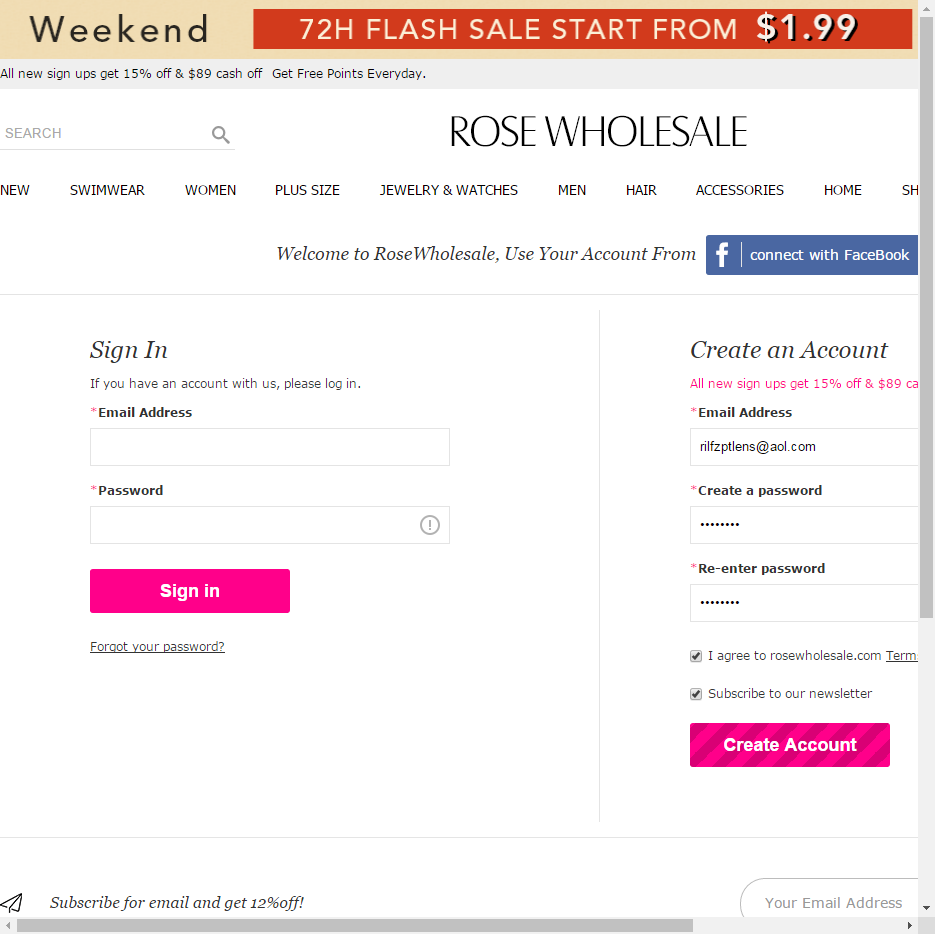 Weekend 72H FLASH SALE START FROM $1.99
All new sign ups get 15% off & $89 cash off Get Free Points Everyday.
SEARCH
ROSE WHOLESALE
NEW SWIMWEAR WOMEN PLUS SIZE JEWELRY & WATCHES MEN HAIR ACCESSORIES HOME SH
Welcome to RoseWholesale, Use Your Account From
f connect with FaceBook
Sign In
If you have an account with us, please log in.
*Email Address
*Password
Sign in
Forgot your password?
Create an Account
All new sign ups get 15% off & $89 ca
*Email Address
rilfzptlens@aol.com
*Create a password
••••••••
*Re-enter password
••••••••
I agree to rosewholesale.com Term
Subscribe to our newsletter
Create Account
Subscribe for email and get 12%off!
Your Email Address